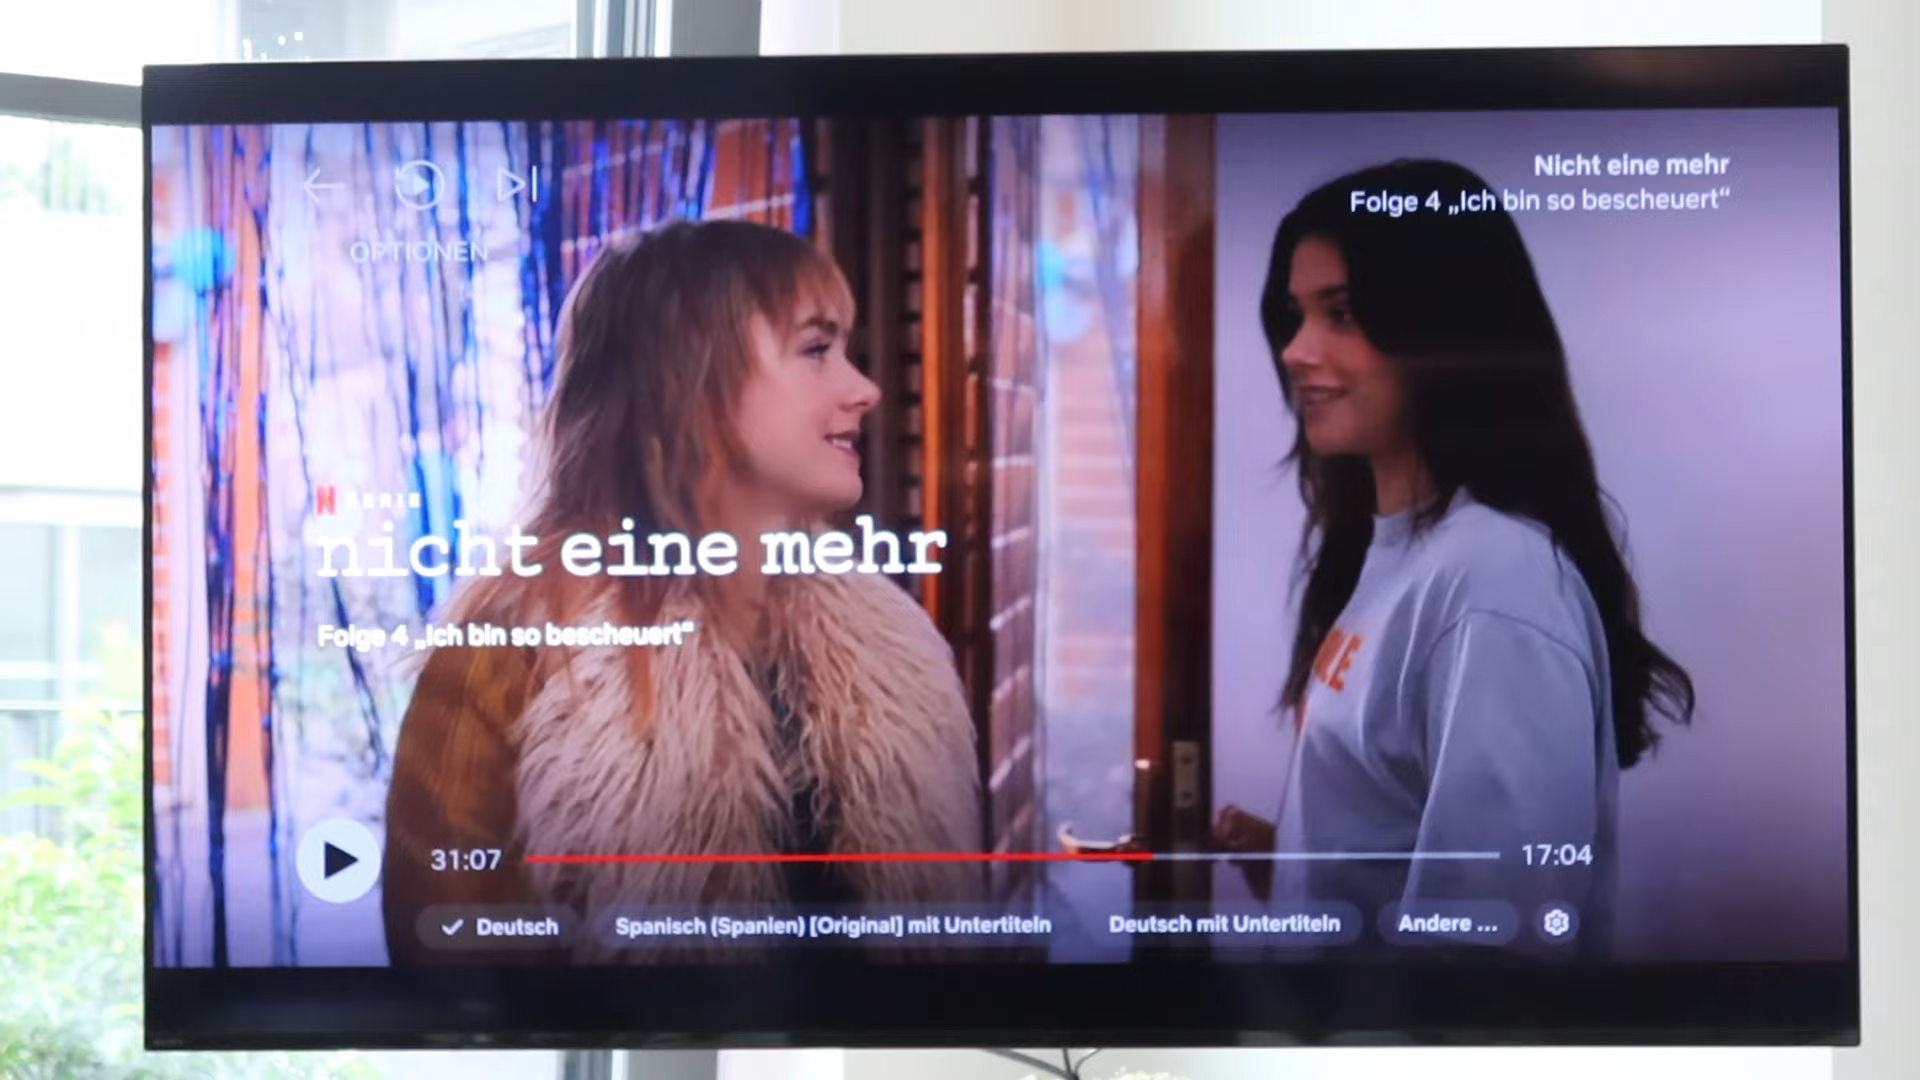 Nicht eine mehr
Folge 4 „Ich bin so bescheuert“
OPTIONEN
N SERIE
nicht eine mehr
Folge 4 „Ich bin so bescheuert“
31:07
17:04
Deutsch
Spanisch (Spanien) [Original] mit Untertiteln
Deutsch mit Untertiteln
Andere ...